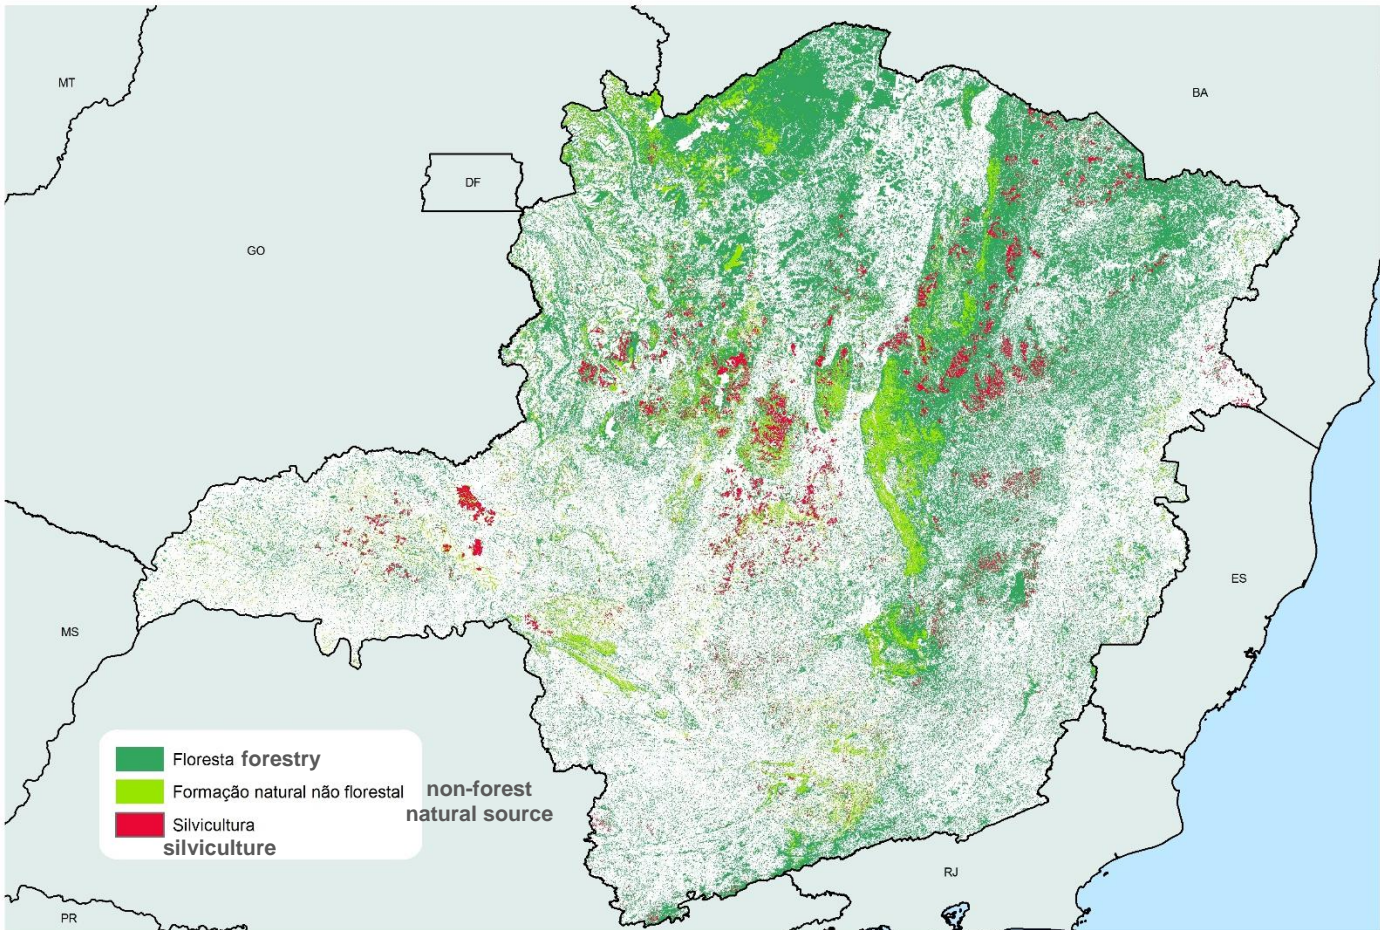 MT
BA
DF
GO
ES
MS
Floresta forestry
Formação natural não florestal non-forest
natural source
Silvicultura
silviculture
RJ
PR